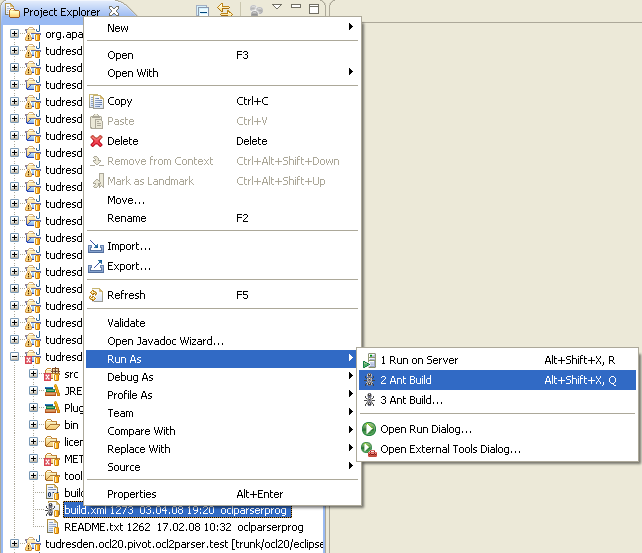 Project Explorer
org.apa
New
tudresd
Open F3
tudresd
Open With
tudresd
Copy Ctrl+C
tudresd
Paste Ctrl+V
tudresd
Delete Delete
tudresd
Remove from Context Ctrl+Alt+Shift+Down
tudresd
Mark as Landmark Ctrl+Alt+Shift+Up
tudresd
Move...
tudresd
Rename F2
tudresd
Import...
tudresd
Export...
tudresd
Refresh F5
tudresd
Validate
tudresd
Open Javadoc Wizard...
tudresd
Run As
1 Run on Server Alt+Shift+X, R
src
Debug As
2 Ant Build Alt+Shift+X, Q
JRE
Profile As
3 Ant Build...
Plug
Team
bin
Compare With
Open Run Dialog...
licen
Replace With
Open External Tools Dialog...
MET
Source
tool
build
Properties Alt+Enter
build.xml 1273 03.04.08 19:20 oclparserprog
README.txt 1262 17.02.08 10:32 oclparserprog
tudresden.ocl20.pivot.ocl2parser.test [trunk/ocl20/eclipse